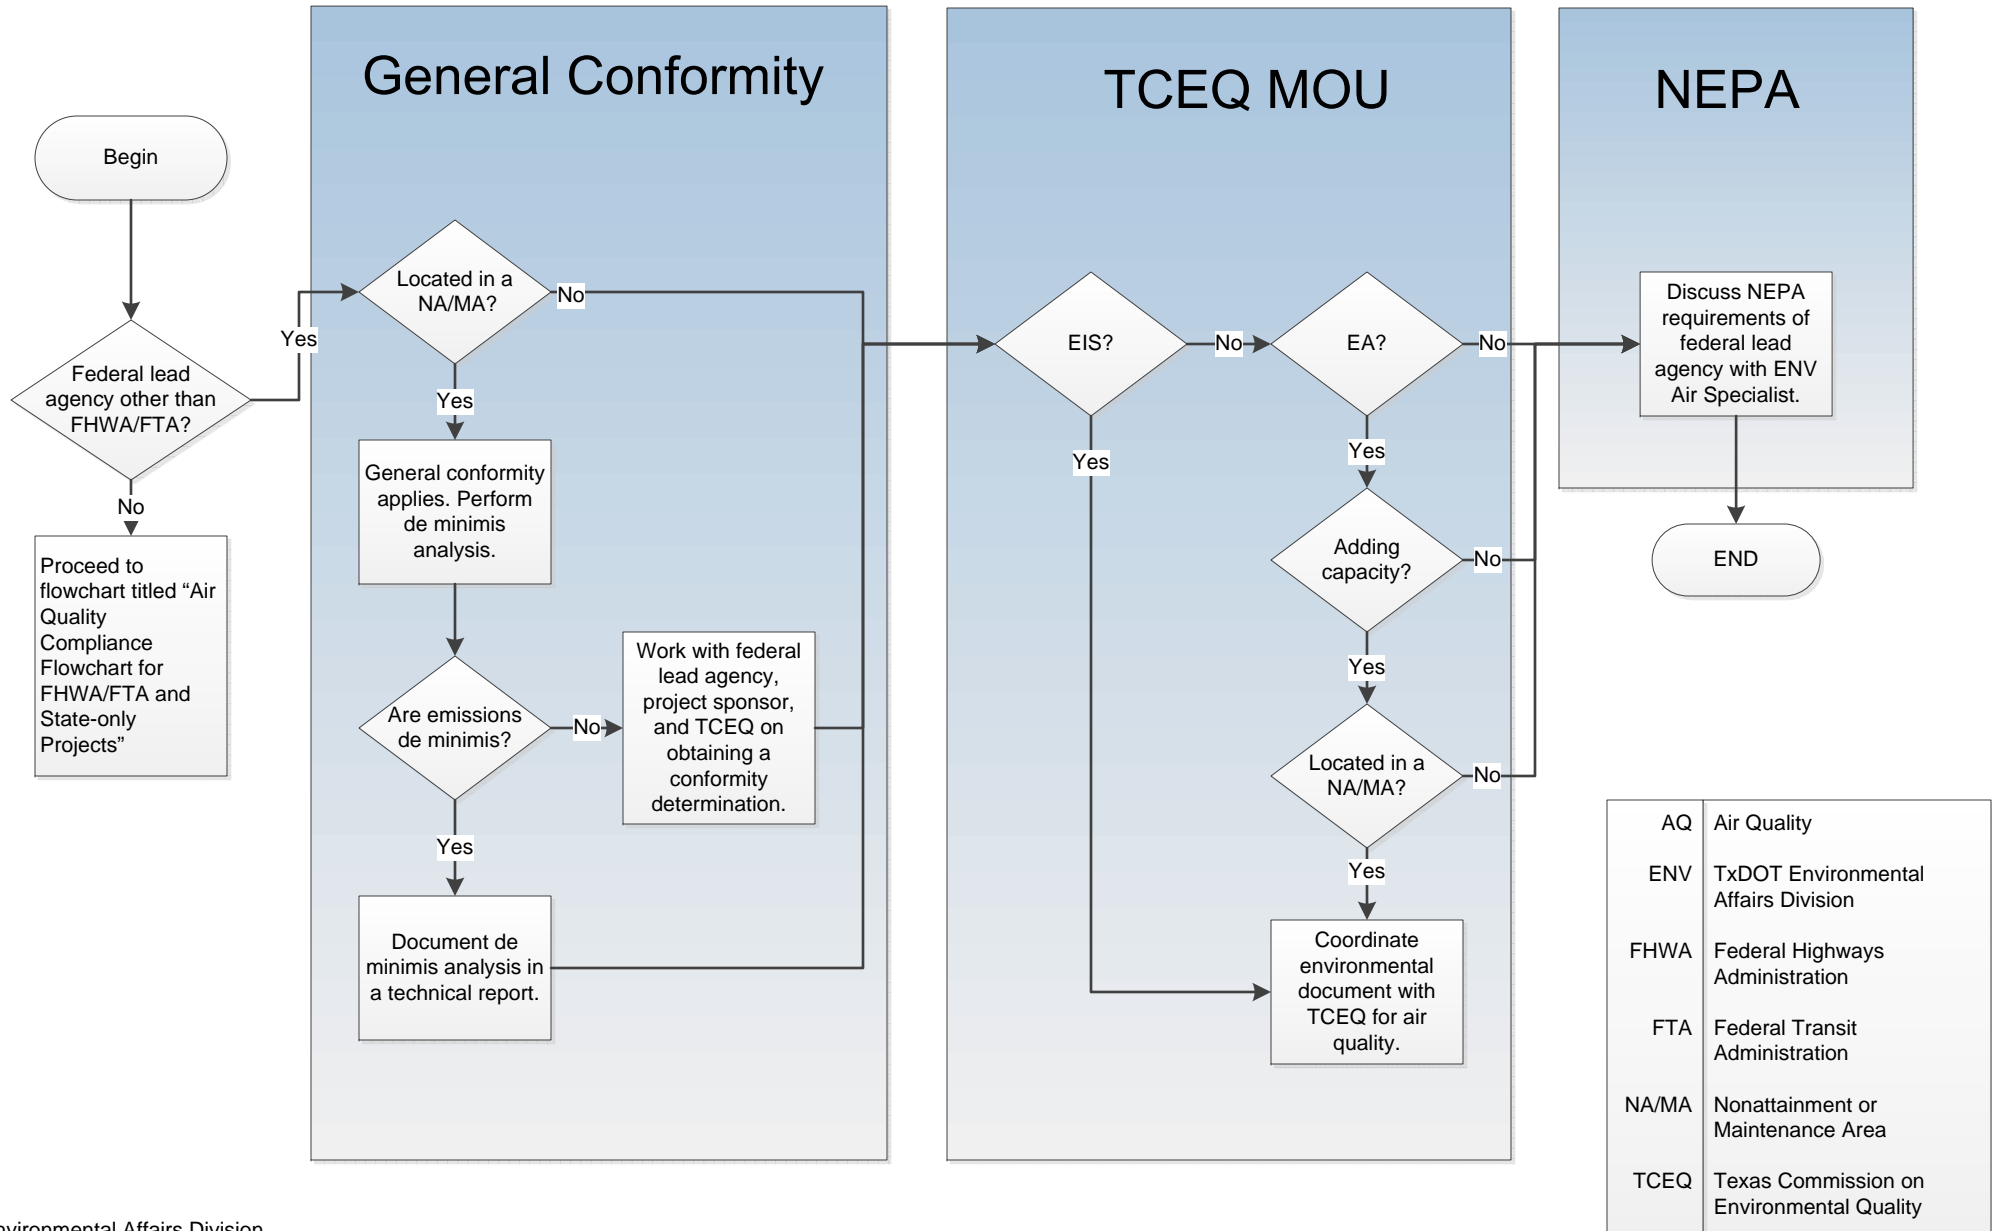 General Conformity
TCEQ MOU
NEPA
Begin
Federal lead
agency other than
FHWA/FTA?
Yes
No
Proceed to
flowchart titled “Air
Quality
Compliance
Flowchart for
FHWA/FTA and
State-only
Projects”
Located in a
NA/MA?
No
Yes
General conformity
applies. Perform
de minimis
analysis.
Are emissions
de minimis?
No
Work with federal
lead agency,
project sponsor,
and TCEQ on
obtaining a
conformity
determination.
Yes
Document de
minimis analysis in
a technical report.
EIS?
No
Yes
EA?
No
Yes
Adding
capacity?
No
Yes
Located in a
NA/MA?
No
Yes
Coordinate
environmental
document with
TCEQ for air
quality.
Discuss NEPA
requirements of
federal lead
agency with ENV
Air Specialist.
END
AQ Air Quality
ENV TxDOT Environmental
Affairs Division
FHWA Federal Highways
Administration
FTA Federal Transit
Administration
NA/MA Nonattainment or
Maintenance Area
TCEQ Texas Commission on
Environmental Quality
Affairs Division